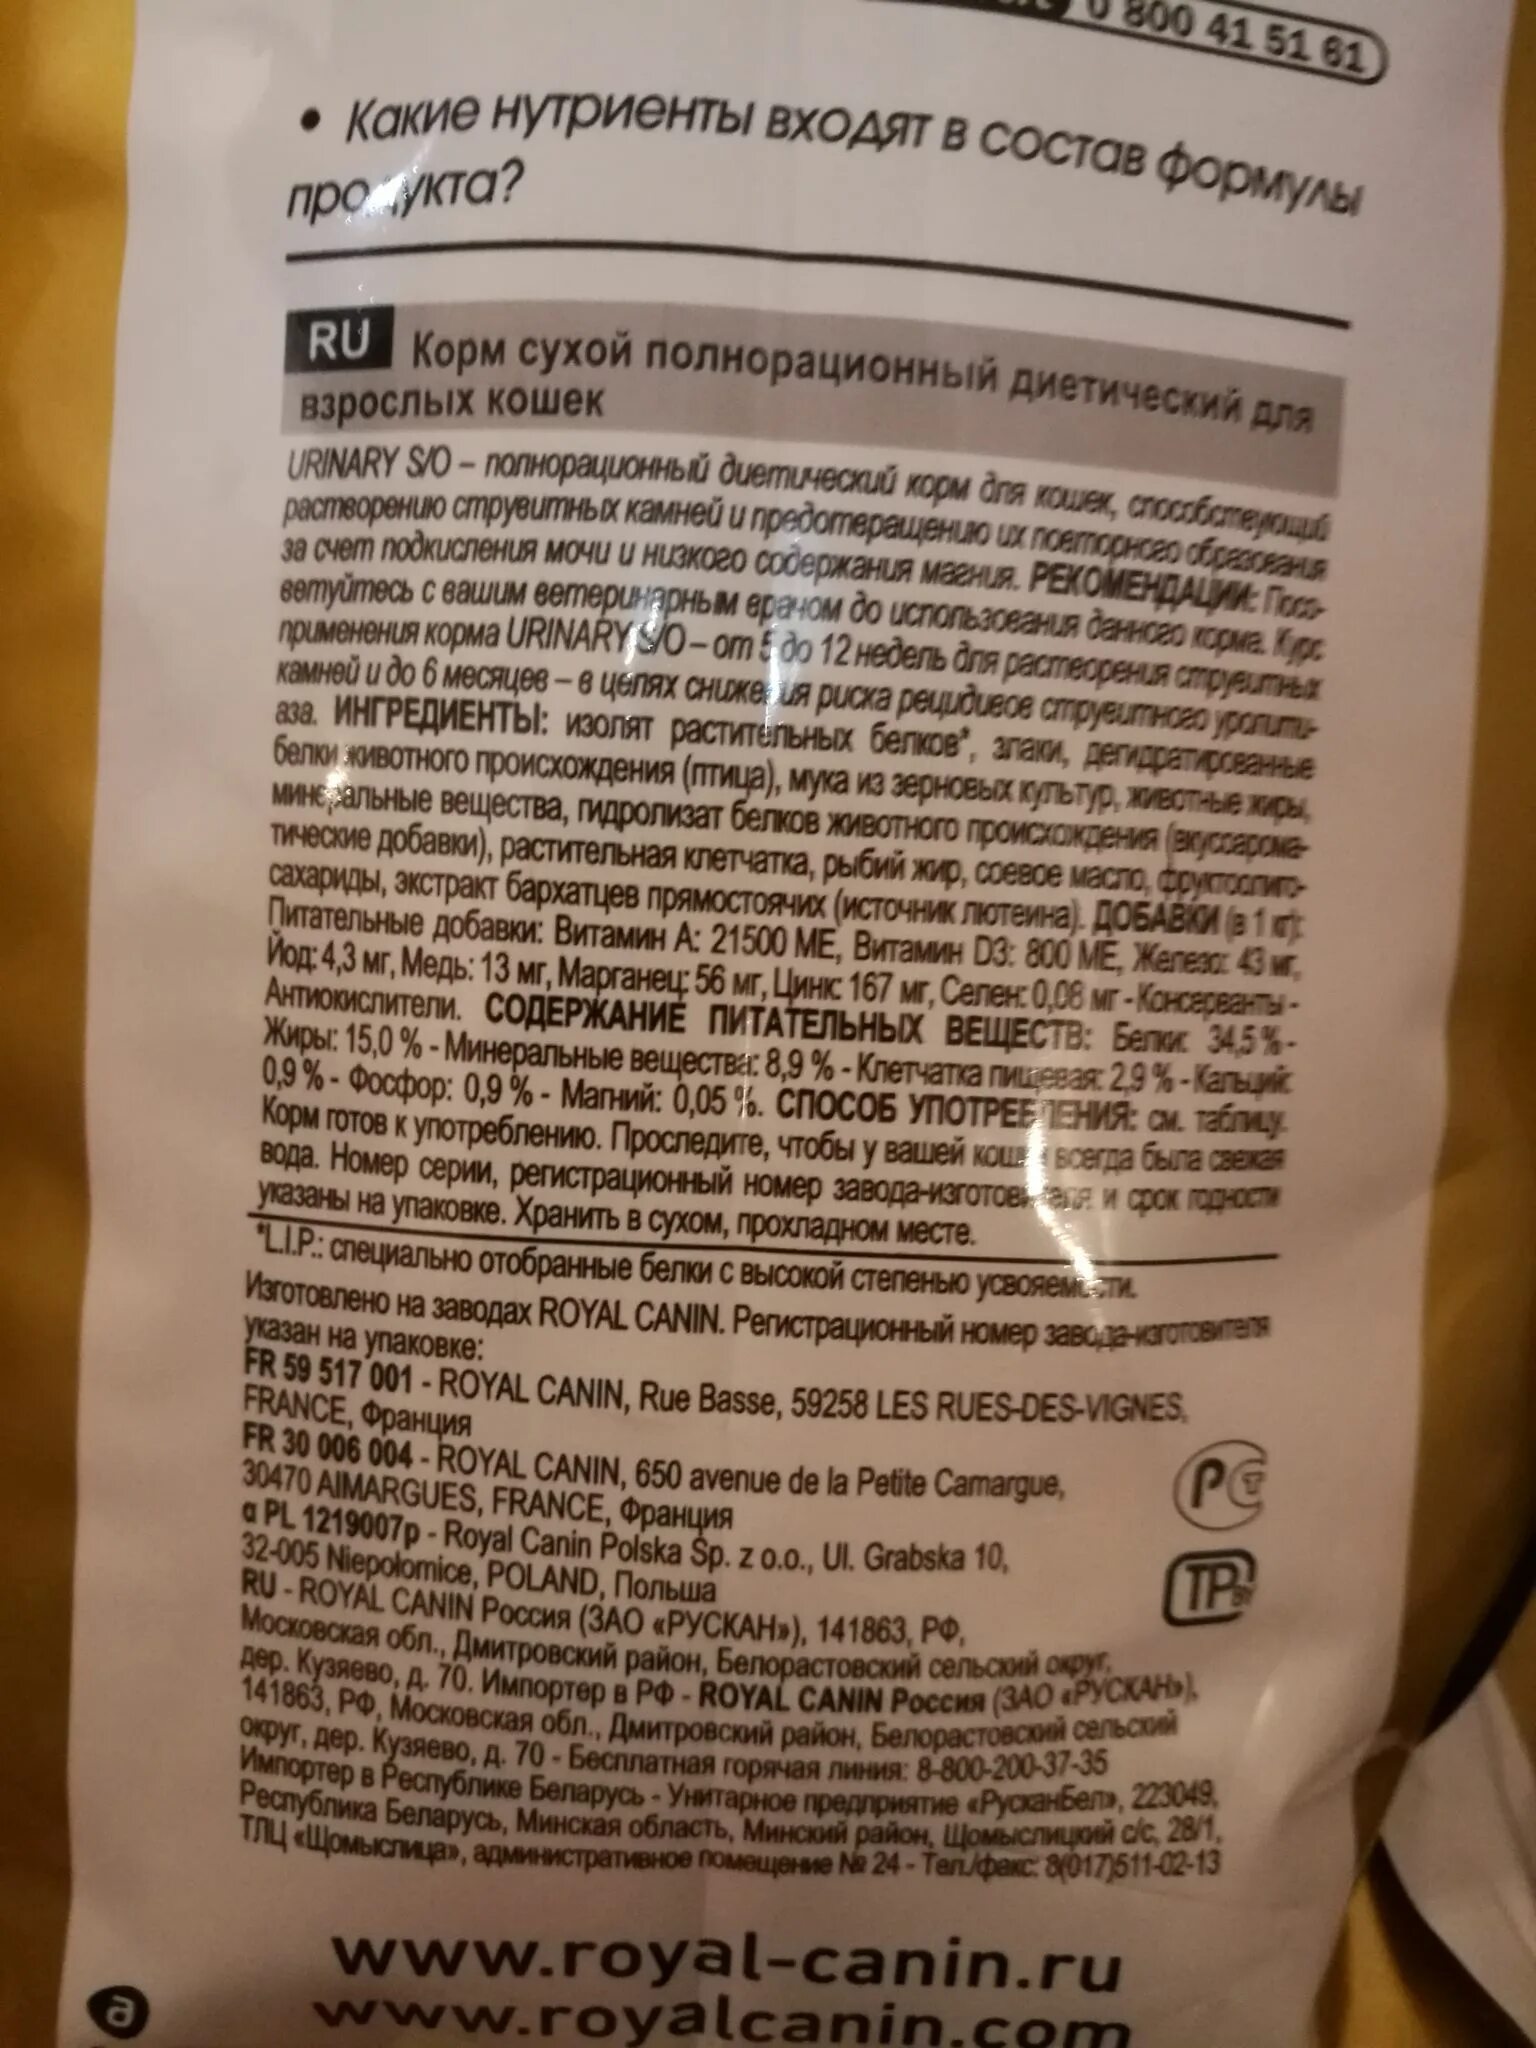 0 800 41 51 61
• Какие нутриенты входят в состав формулы
продукта?
RU Корм сухой полнорационный диетический для
взрослых кошек
URINARY S/O – полнорационный диетический корм для кошек, способствующий
растворению струвитных камней и предотвращению их повторного образования
за счет подкисления мочи и низкого содержания магния. РЕКОМЕНДАЦИИ: Посо-
ветуйтесь с вашим ветеринарным врачом до использования данного корма. Курс
применения корма URINARY S/O – от 5 до 12 недель для растворения струвитных
камней и до 6 месяцев – в целях снижения риска рецидивов струвитного уролити-
аза. ИНГРЕДИЕНТЫ: изолят растительных белков*, злаки, дегидратированные
белки животного происхождения (птица), мука из зерновых культур, животные жиры,
минеральные вещества, гидролизат белков животного происхождения (вкусоарома-
тические добавки), растительная клетчатка, рыбий жир, соевое масло, фруктоолиго-
сахариды, экстракт бархатцев прямостоячих (источник лютеина). ДОБАВКИ (в 1 кг):
Питательные добавки: Витамин А: 21500 МЕ, Витамин D3: 800 МЕ, Железо: 43 мг,
Йод: 4,3 мг, Медь: 13 мг, Марганец: 56 мг, Цинк: 167 мг, Селен: 0,08 мг - Консерванты -
Антиокислители. СОДЕРЖАНИЕ ПИТАТЕЛЬНЫХ ВЕЩЕСТВ: Белки: 34,5 % -
Жиры: 15,0 % - Минеральные вещества: 8,9 % - Клетчатка пищевая: 2,9 % - Кальций:
0,9 % - Фосфор: 0,9 % - Магний: 0,05 %. СПОСОБ УПОТРЕБЛЕНИЯ: см. таблицу.
Корм готов к употреблению. Проследите, чтобы у вашей кошки всегда была свежая
вода. Номер серии, регистрационный номер завода-изготовителя и срок годности
указаны на упаковке. Хранить в сухом, прохладном месте.
*L.I.P.: специально отобранные белки с высокой степенью усвояемости.
Изготовлено на заводах ROYAL CANIN. Регистрационный номер завода-изготовителя
указан на упаковке:
FR 59 517 001 - ROYAL CANIN, Rue Basse, 59258 LES RUES-DES-VIGNES,
FRANCE, Франция
FR 30 006 004 - ROYAL CANIN, 650 avenue de la Petite Camargue,
30470 AIMARGUES, FRANCE, Франция
α PL 1219007p - Royal Canin Polska Sp. z o.o., Ul. Grabska 10,
32-005 Niepołomice, POLAND, Польша
RU - ROYAL CANIN Россия (ЗАО «РУСКАН»), 141863, РФ,
Московская обл., Дмитровский район, Белорастовский сельский округ,
дер. Кузяево, д. 70. Импортер в РФ - ROYAL CANIN Россия (ЗАО «РУСКАН»),
141863, РФ, Московская обл., Дмитровский район, Белорастовский сельский
округ, дер. Кузяево, д. 70 - Бесплатная горячая линия: 8-800-200-37-35
Импортер в Республике Беларусь - Унитарное предприятие «РусканБел», 223049,
Республика Беларусь, Минская область, Минский район, Щомыслицкий с/с, 28/1,
ТЛЦ «Щомыслица», административное помещение № 24 - Тел./факс: 8(017)511-02-13
РСТ
ТР BY
www.royal-canin.ru
www.royalcanin.com
a